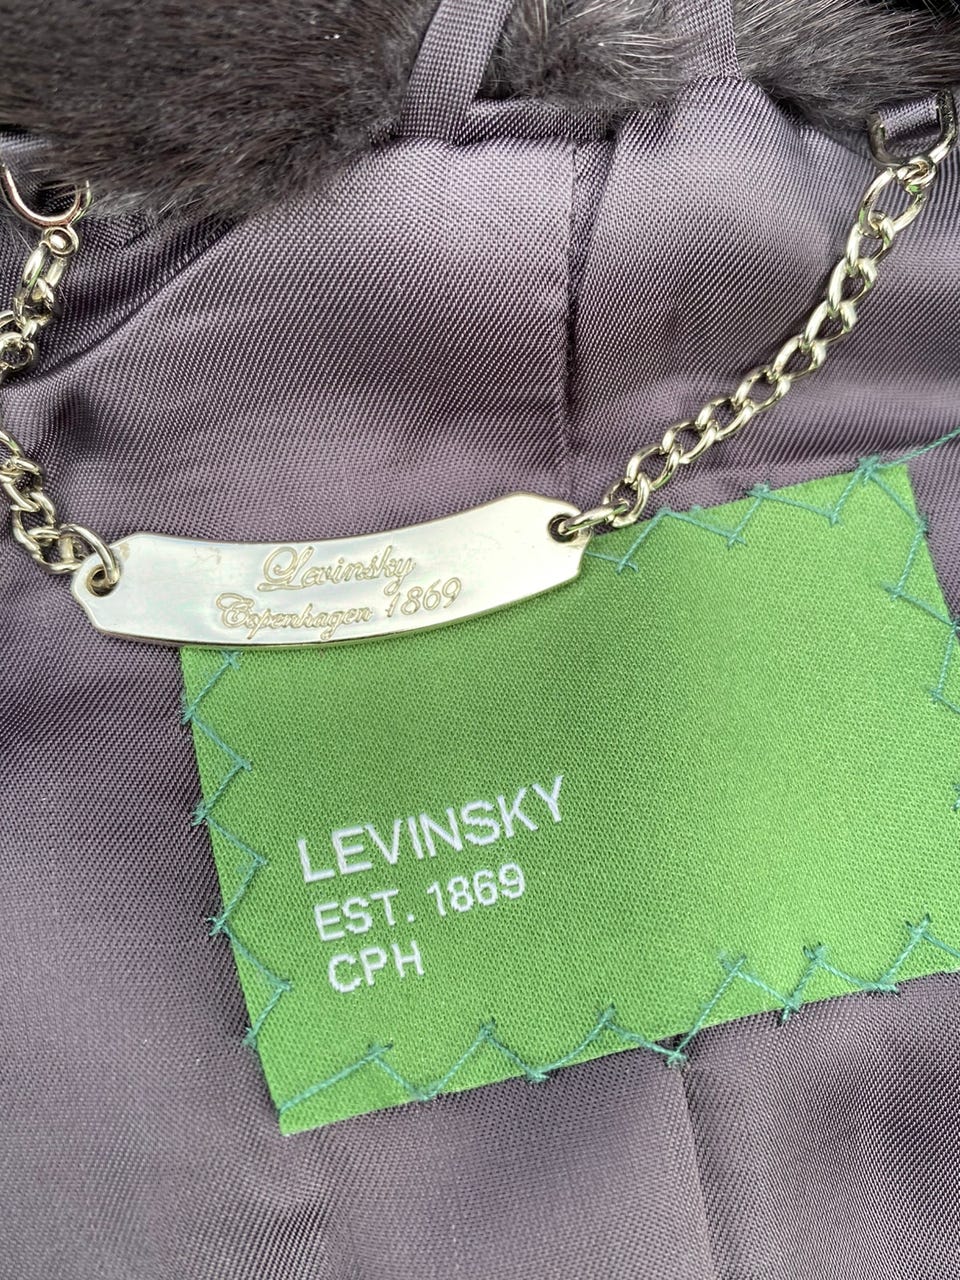 Levinsky
Copenhagen 1869
LEVINSKY
EST. 1869
CPH